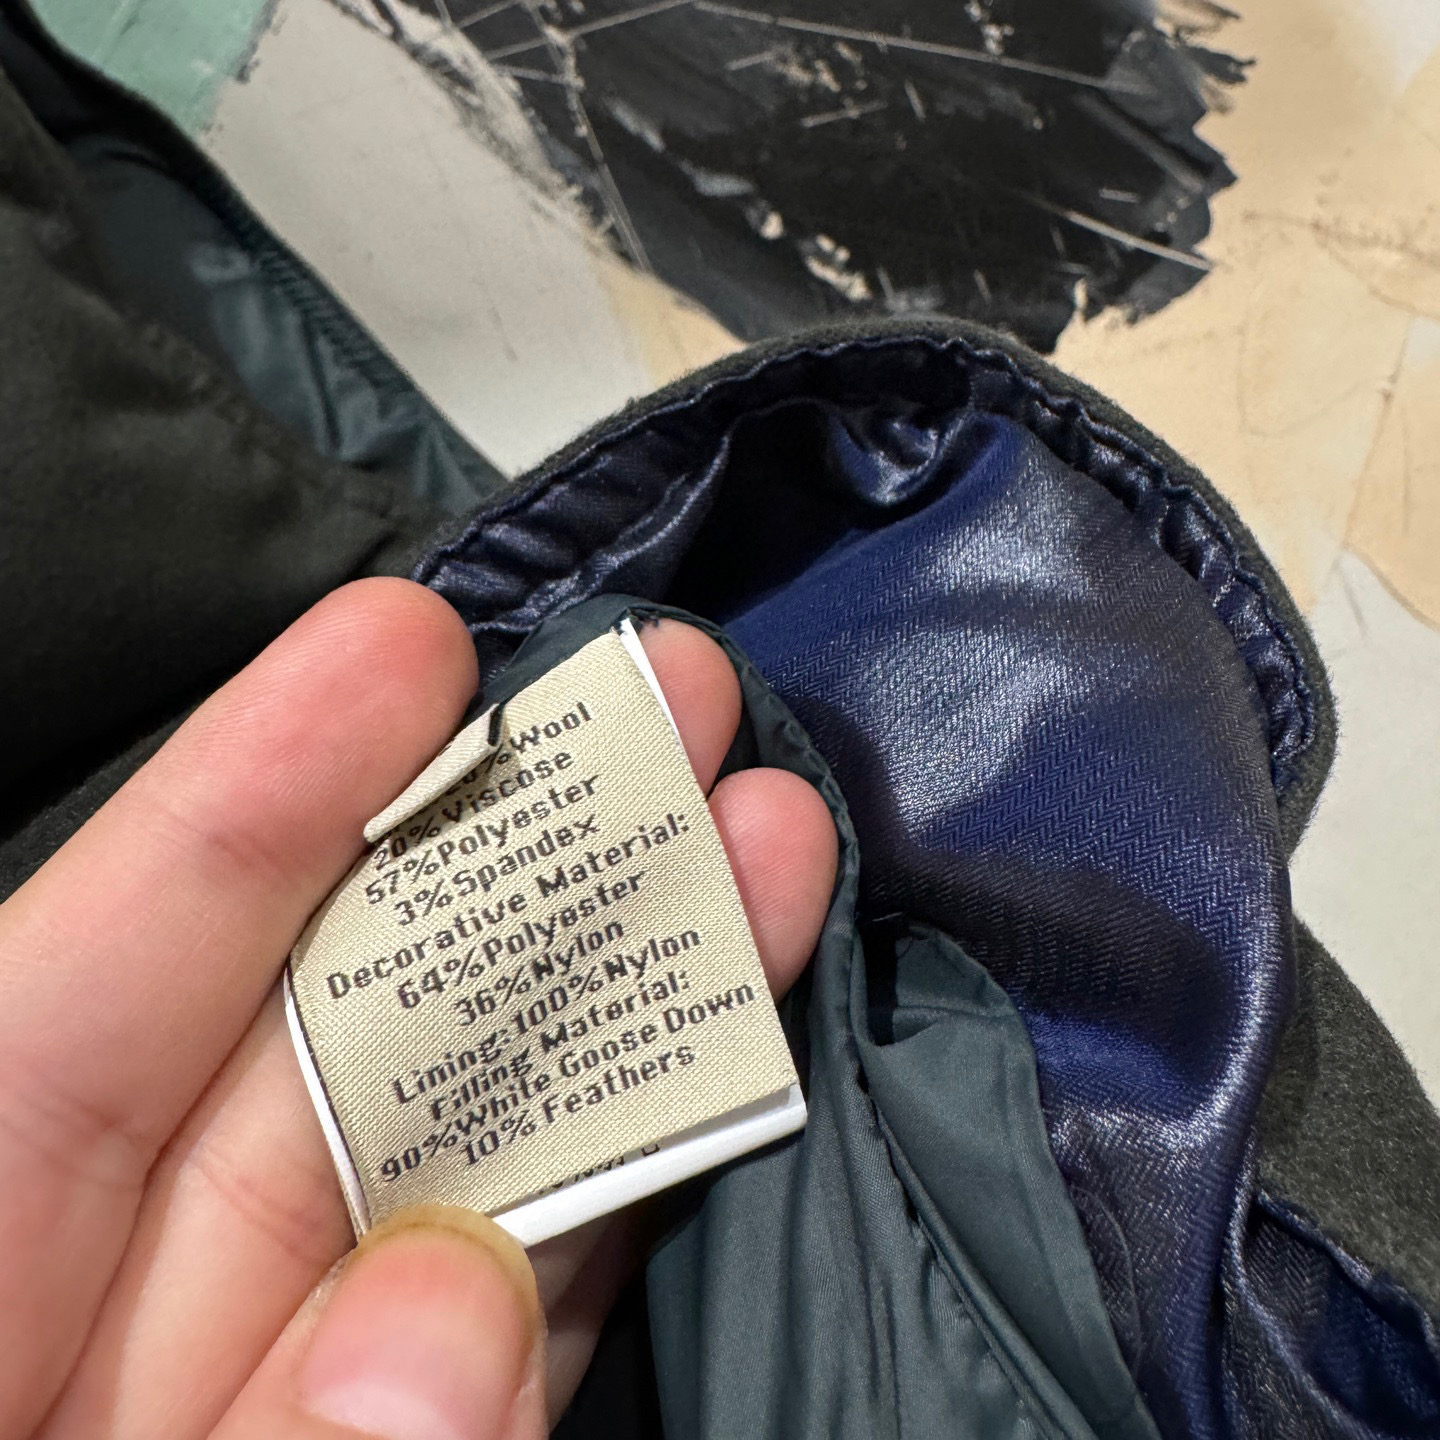 20%Wool
20%Viscose
57%Polyester
3%Spandex
Decorative Material:
64%Polyester
36%Nylon
Lining:100%Nylon
Filling Material:
90%White Goose Down
10% Feathers